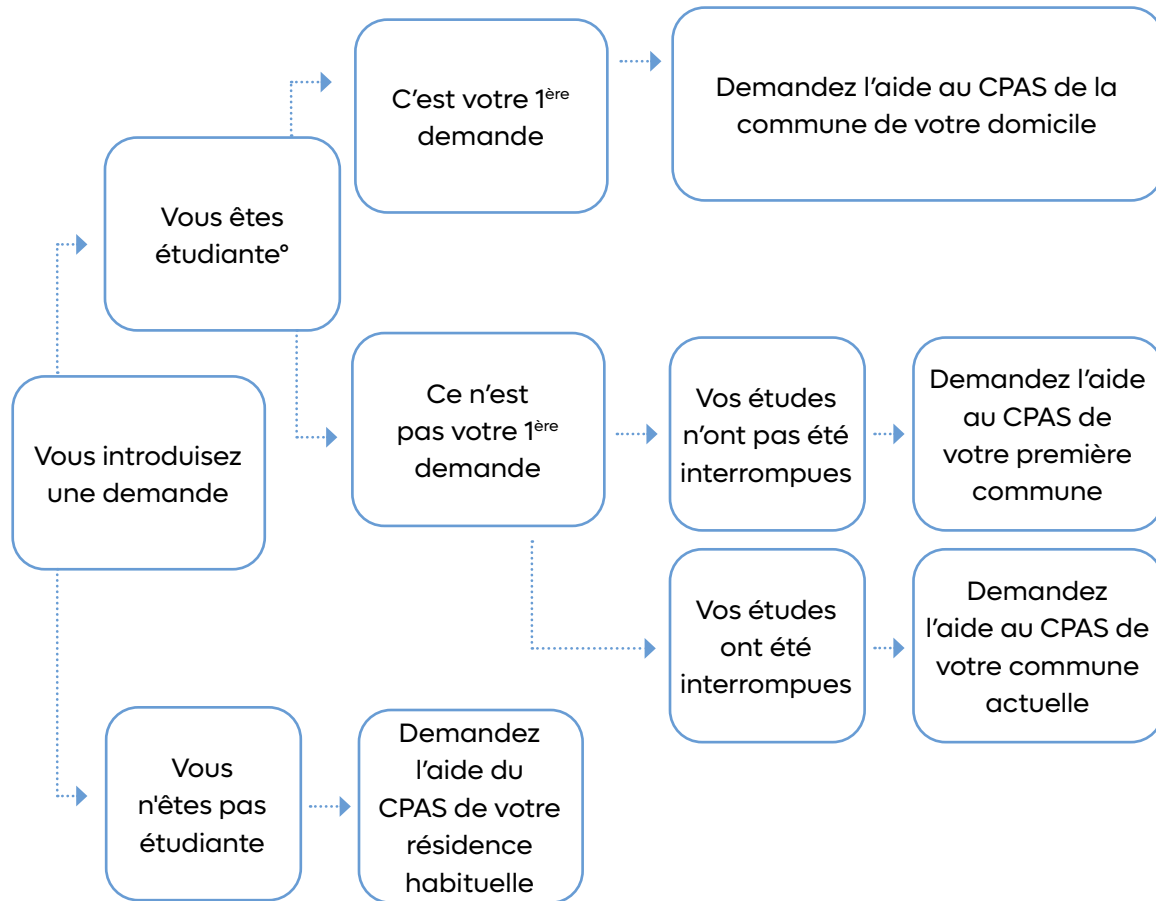 C'est votre 1ère
demande
Demandez l'aide au CPAS de la
commune de votre domicile
Vous êtes
étudiante°
Ce n'est
pas votre 1ère
demande
Vos études
n'ont pas été
interrompues
Demandez l'aide
au CPAS de
votre première
commune
Vous introduisez
une demande
Vos études
ont été
interrompues
Demandez
l'aide au CPAS de
votre commune
actuelle
Vous
n'êtes pas
étudiante
Demandez
l'aide du
CPAS de votre
résidence
habituelle